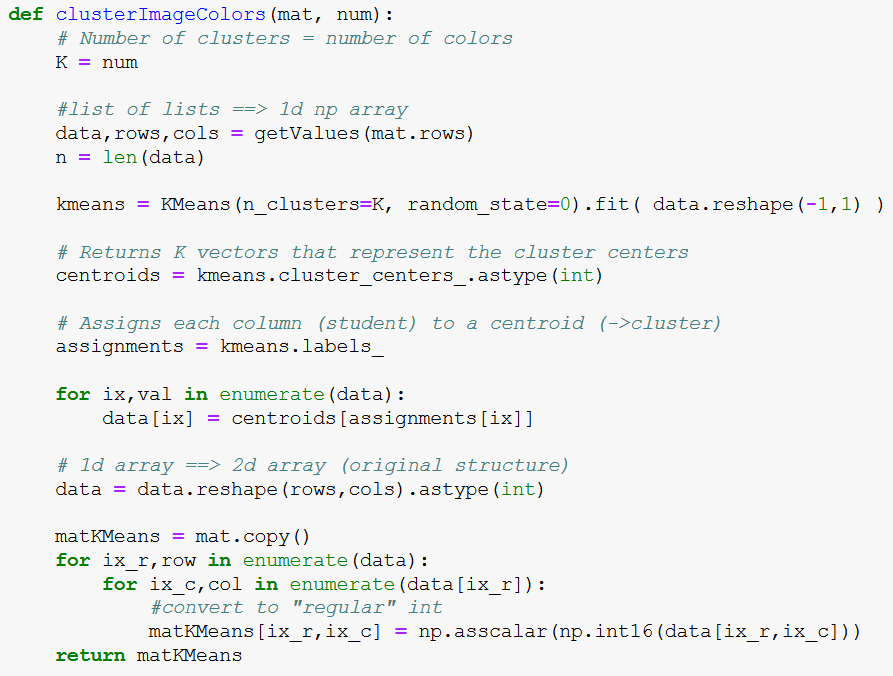 def clusterImageColors(mat, num):
    # Number of clusters = number of colors
    K = num
    #list of lists ==> 1d np array
    data,rows,cols = getValues(mat.rows)
    n = len(data)
    kmeans = KMeans(n_clusters=K, random_state=0).fit( data.reshape(-1,1) )
    # Returns K vectors that represent the cluster centers
    centroids = kmeans.cluster_centers_.astype(int)
    # Assigns each column (student) to a centroid (->cluster)
    assignments = kmeans.labels_
    for ix,val in enumerate(data):
        data[ix] = centroids[assignments[ix]]
    # 1d array ==> 2d array (original structure)
    data = data.reshape(rows,cols).astype(int)
    matKMeans = mat.copy()
    for ix_r,row in enumerate(data):
        for ix_c,col in enumerate(data[ix_r]):
            #convert to "regular" int
            matKMeans[ix_r,ix_c] = np.asscalar(np.int16(data[ix_r,ix_c]))
    return matKMeans